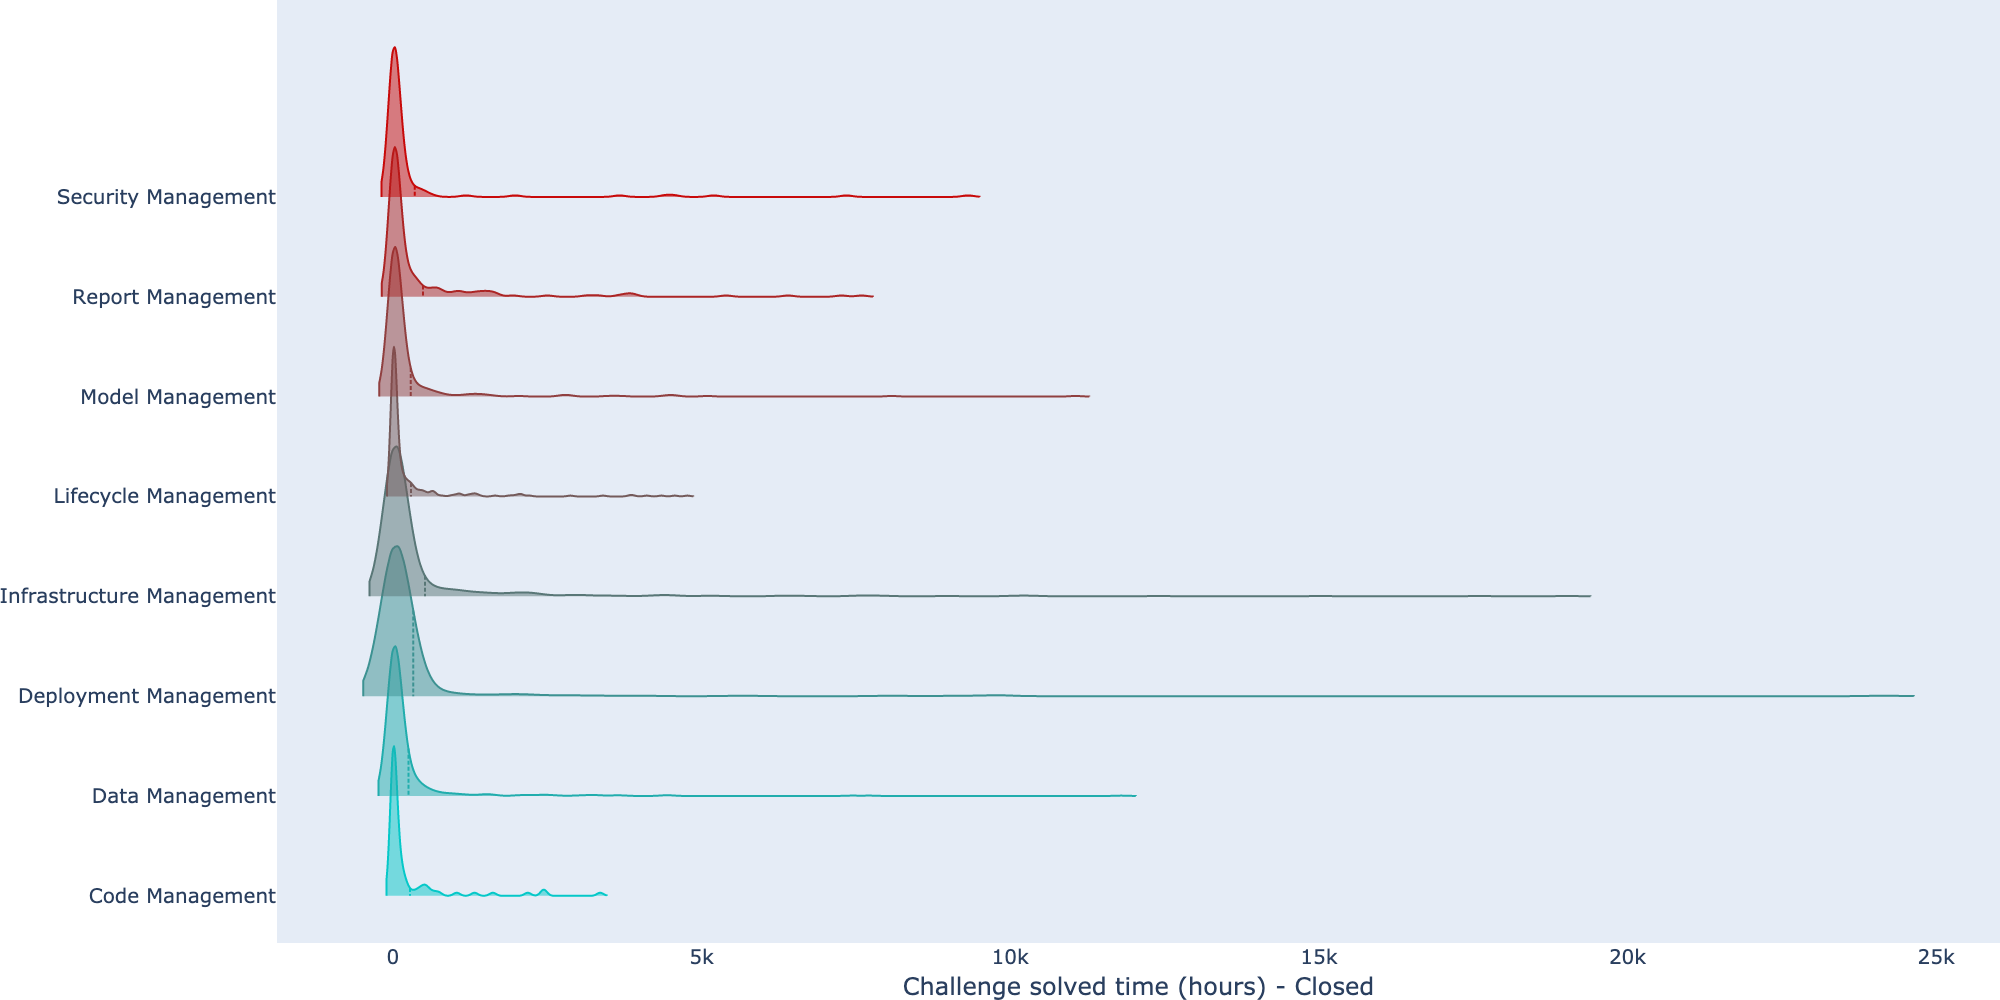 Security Management
Report Management
Model Management
Lifecycle Management
Infrastructure Management
Deployment Management
Data Management
Code Management
0 5k 10k 15k 20k 25k
Challenge solved time (hours) - Closed